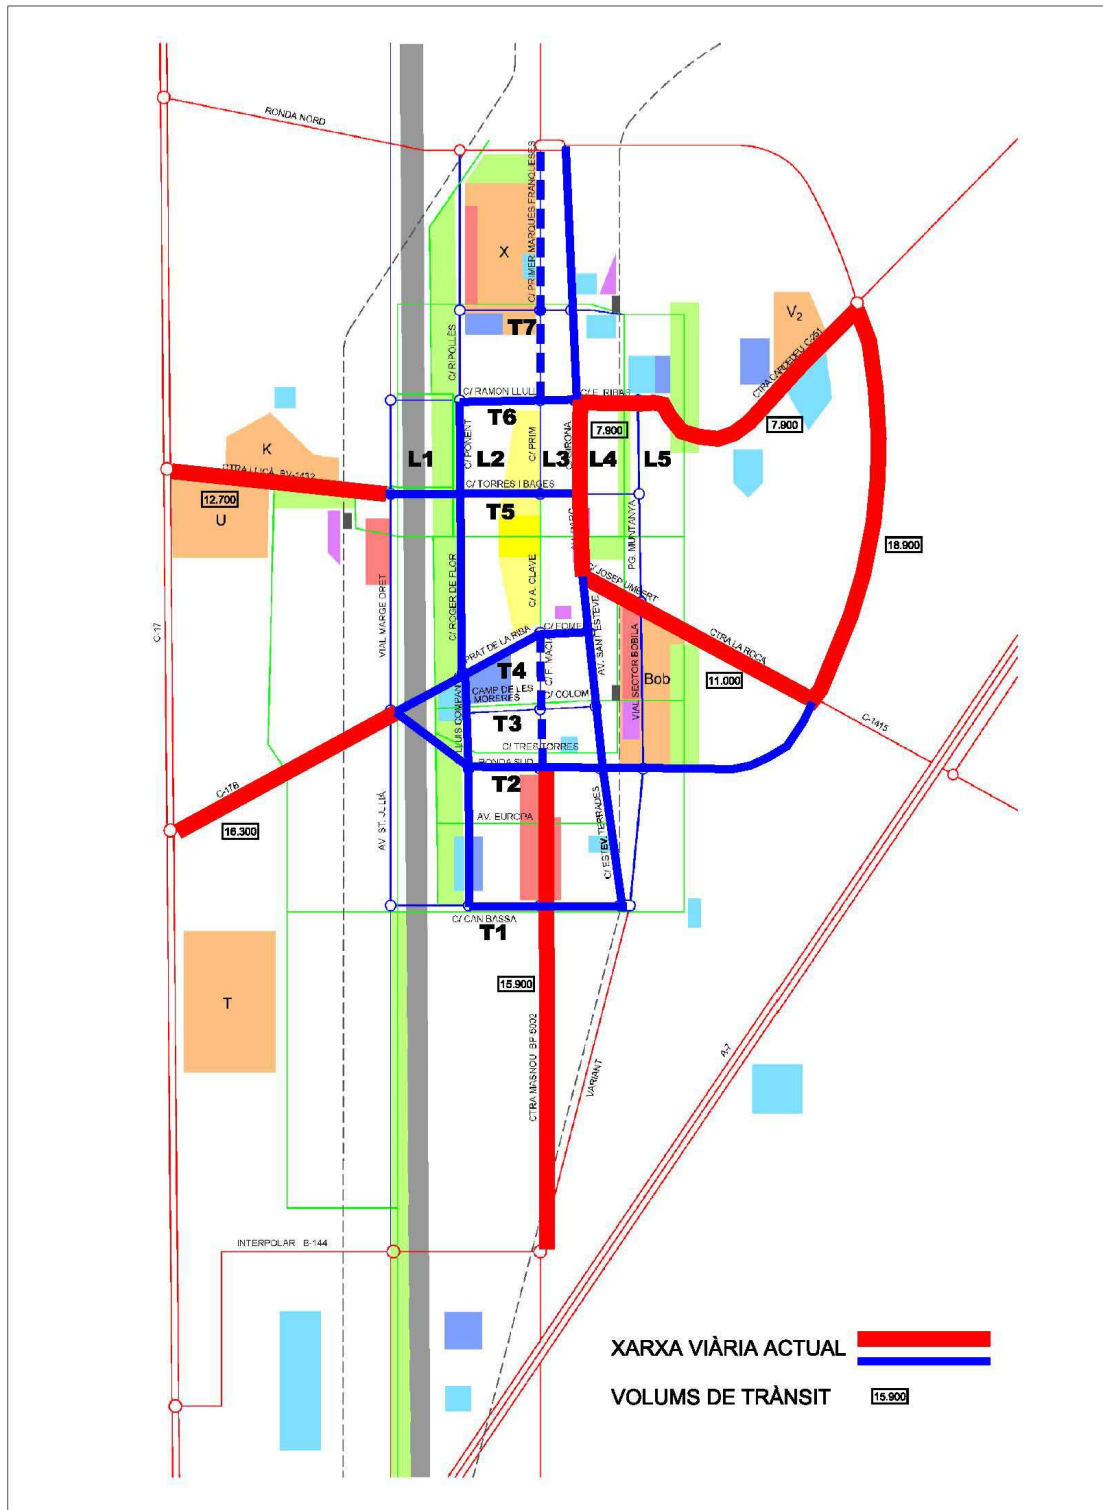 RONDA NORD
C/ PRIMER MARQUÈS FRANQUESES
X
V2
T7
C/ RIPOLLÈS
CTRA CARDEDEU C-251
C/ RAMON LLULL
C/ E. RIBAS
T6
7.900
7.900
K
C/ PONENT
C/ PRIM
C/ GIRONA
L1
L2
L3
L4
L5
CTRA LLIÇÀ BV-1432
12.700
C/ TORRES I BAGES
U
T5
PG. MUNTANYA
18.900
C/ ROGER DE FLOR
C/ A. CLAVE
C/ JOSEP UMBERT
VIAL MARGE DRET
C-17
PRAT DE LA RIBA
C/ F. MACIÀ
AV. SANT ESTEVE
CTRA LA ROCA
T4
VIAL SECTOR BOBILA
Bob
11.000
CAMP DE LES
MORERES
C/ COLOM
LLUIS COMPANYS
T3
C-1415
C/ TRES TORRES
RONDA SUD
C-17B
T2
AV. ST. JULIÀ
16.300
AV. EUROPA
C/ CAN BASSA
T1
T
15.900
CTRA MASNOU BP-5002
VARIANT
A-7
INTERPOLAR B-144
XARXA VIÀRIA ACTUAL
VOLUMS DE TRÀNSIT
15.900